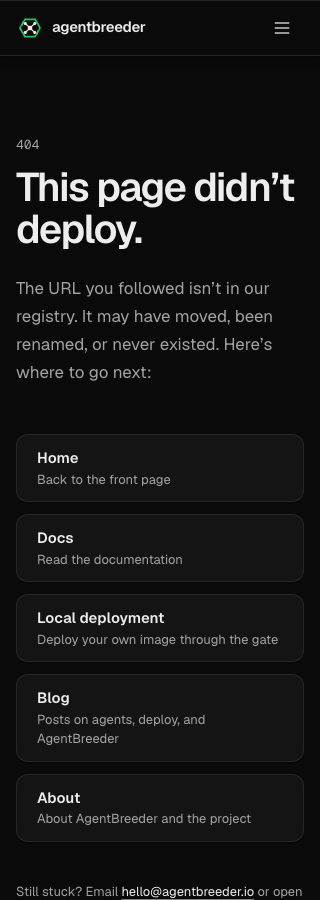 agentbreeder
404
This page didn’t
deploy.
The URL you followed isn’t in our
registry. It may have moved, been
renamed, or never existed. Here’s
where to go next:
Home
Back to the front page
Docs
Read the documentation
Local deployment
Deploy your own image through the gate
Blog
Posts on agents, deploy, and
AgentBreeder
About
About AgentBreeder and the project
Still stuck? Email hello@agentbreeder.io or open